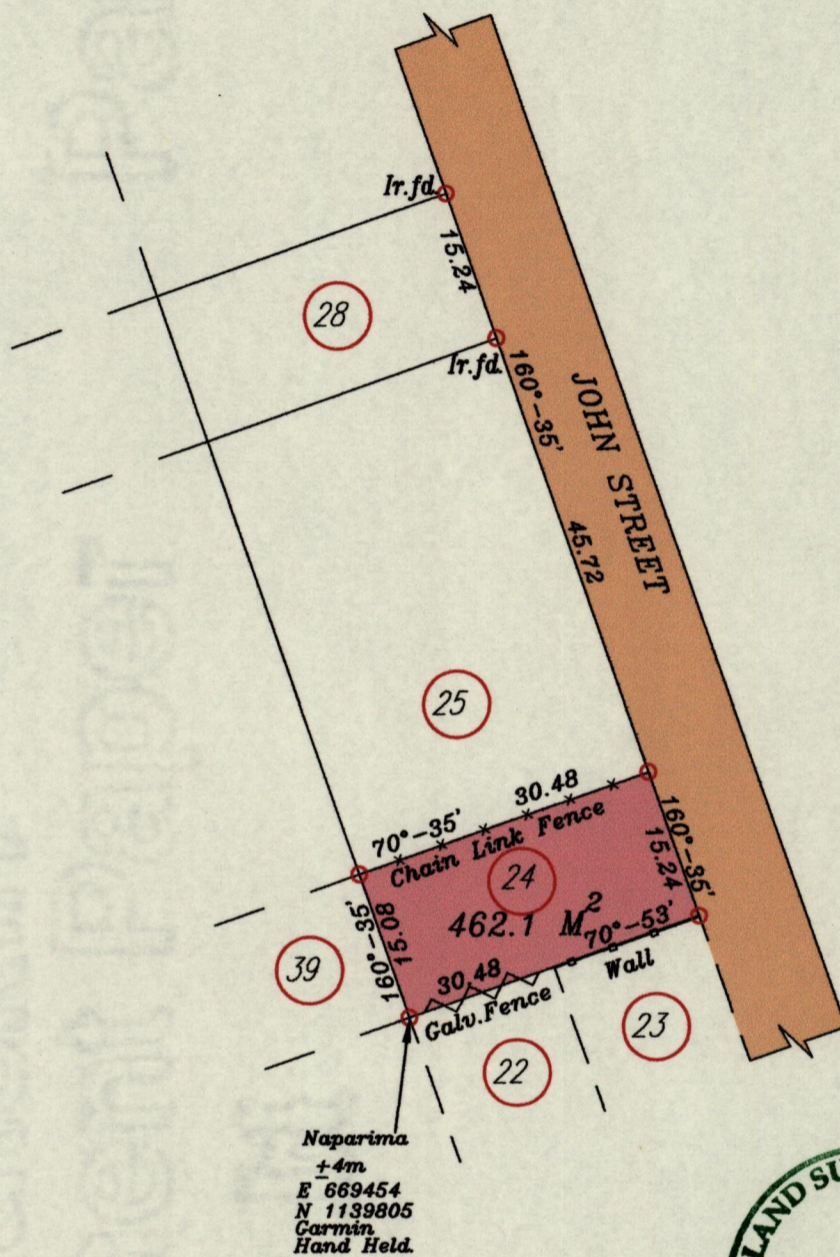 Ir.fd.
15.24
28
Ir.fd.
160°-35'
JOHN STREET
45.72
25
30.48
70°-35'
Chain Link Fence
160°-35'
15.24
24
462.1 M²
70°-53'
15.08
160°-35'
39
30.48
Galv.Fence
Wall
23
22
Naparima
±4m
E 669454
N 1139805
Garmin
Hand Held.
LAND SU